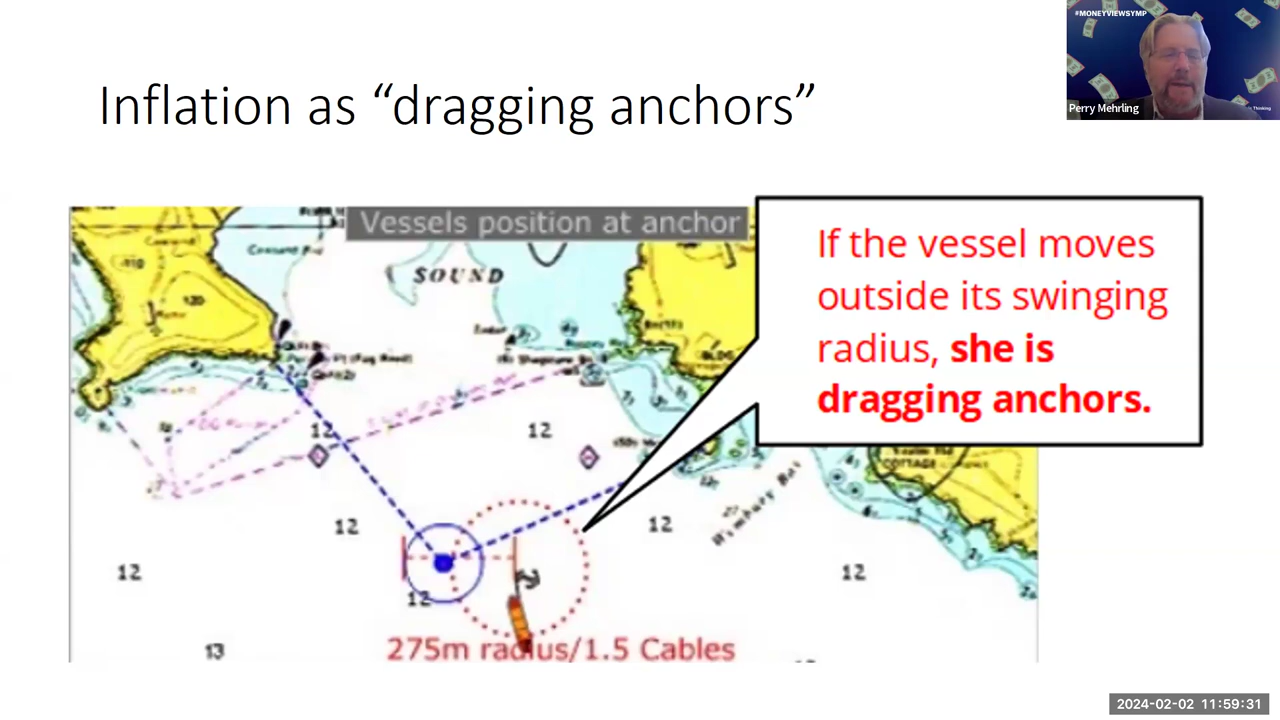 #MONEYVIEWSYMP
Perry Mehrling
Thinking
Inflation as “dragging anchors”
Vessels position at anchor
If the vessel moves
outside its swinging
radius, she is
dragging anchors.
SOUND
12
12
12
12
12
12
12
13
275m radius/1.5 Cables
COTTAGE
2024-02-02 11:59:31